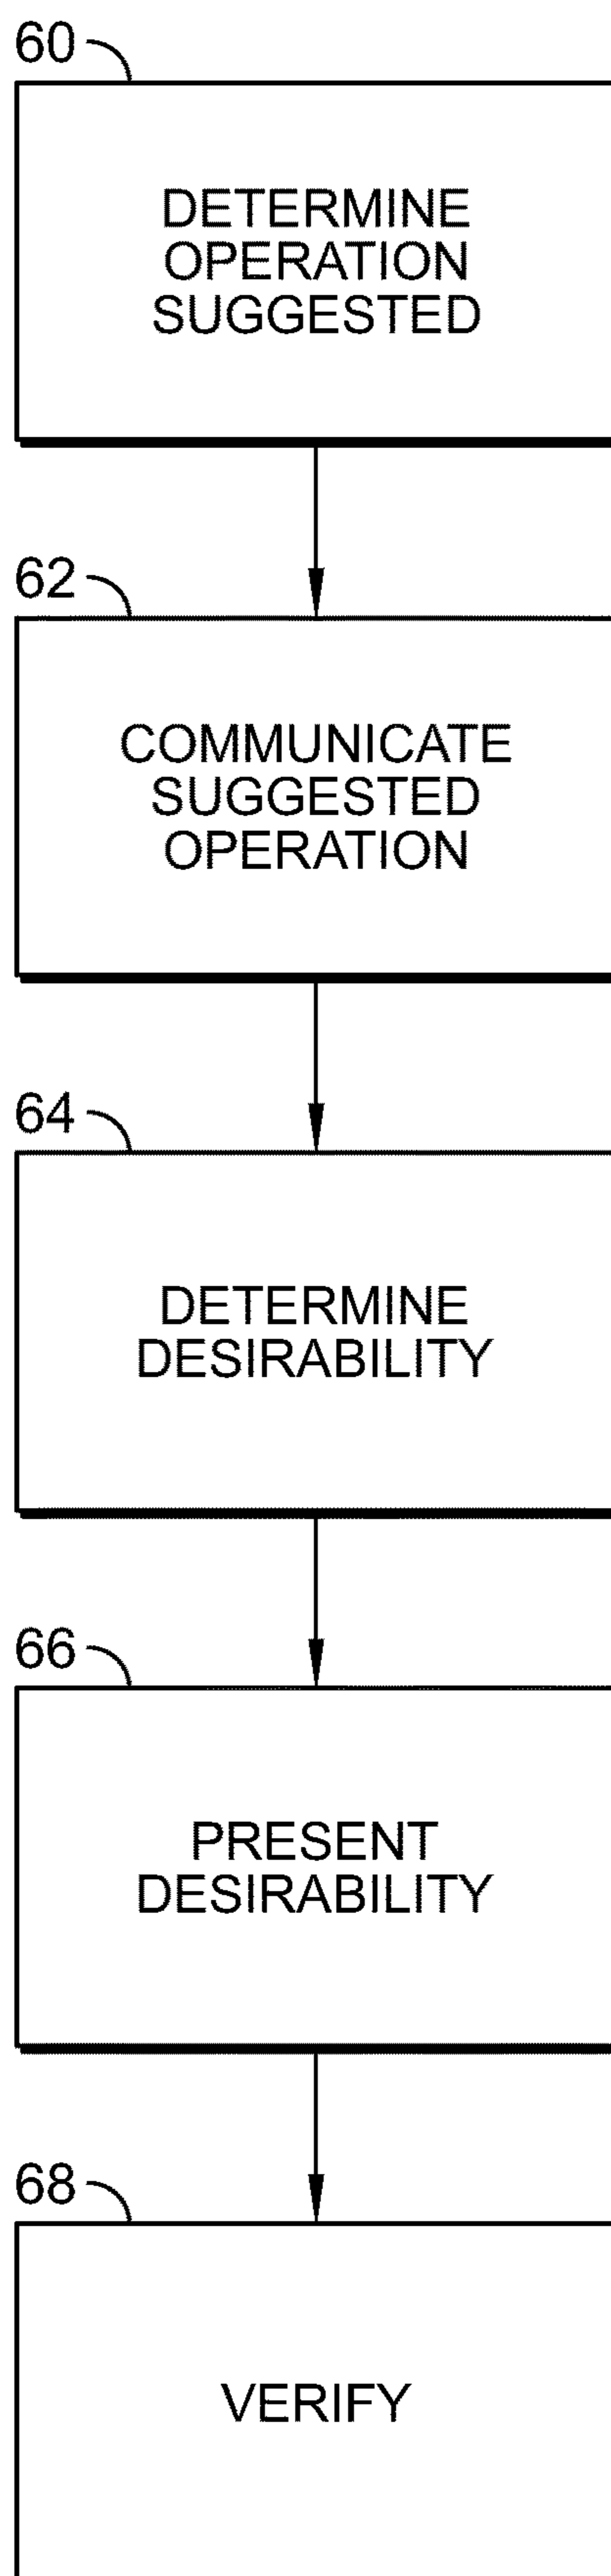 60
DETERMINE
OPERATION
SUGGESTED
62
COMMUNICATE
SUGGESTED
OPERATION
64
DETERMINE
DESIRABILITY
66
PRESENT
DESIRABILITY
68
VERIFY